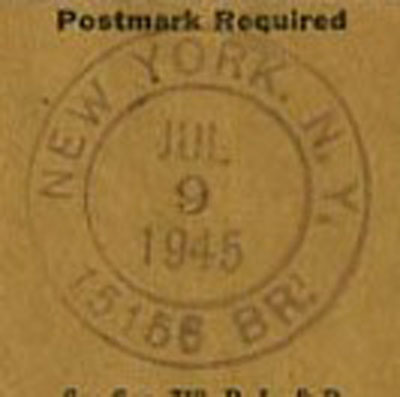 Postmark Required
NEW YORK, N.Y.
JUL
9
1945
15156 BR.